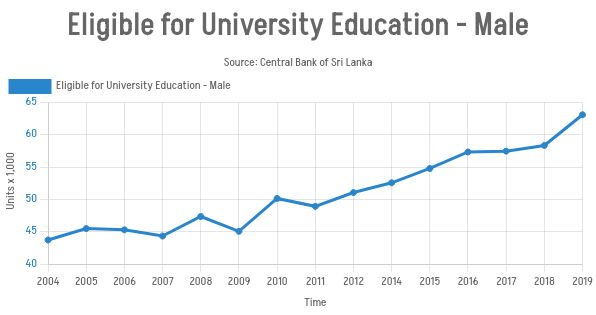 Eligible for University Education - Male
Source: Central Bank of Sri Lanka
Eligible for University Education - Male
65
60
55
50
45
40
Units x 1,000
2004 2005 2006 2007 2008 2009 2010 2011 2012 2013 2014 2015 2016 2017 2018 2019
Time